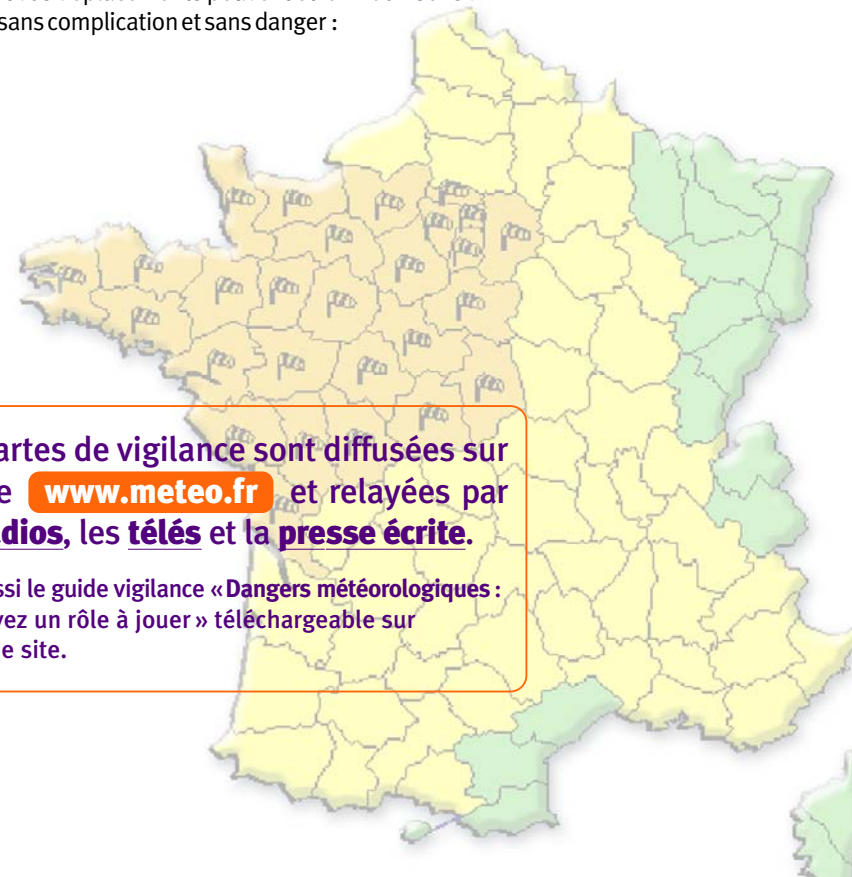 sans complication et sans danger :
artes de vigilance sont diffusées sur
e www.meteo.fr et relayées par
dios, les télés et la presse écrite.
ssi le guide vigilance « Dangers météorologiques :
vez un rôle à jouer » téléchargeable sur
e site.